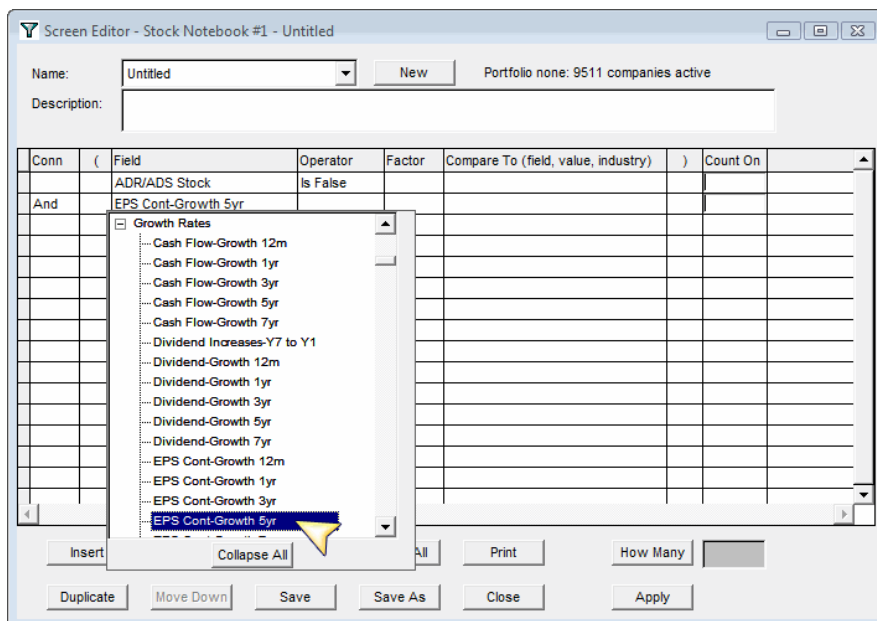 Screen Editor - Stock Notebook #1 - Untitled
Name: Untitled New Portfolio none: 9511 companies active
Description:
Conn ( Field Operator Factor Compare To (field, value, industry) ) Count On
ADR/ADS Stock Is False
And EPS Cont-Growth 5yr
Growth Rates
Cash Flow-Growth 12m
Cash Flow-Growth 1yr
Cash Flow-Growth 3yr
Cash Flow-Growth 5yr
Cash Flow-Growth 7yr
Dividend Increases-Y7 to Y1
Dividend-Growth 12m
Dividend-Growth 1yr
Dividend-Growth 3yr
Dividend-Growth 5yr
Dividend-Growth 7yr
EPS Cont-Growth 12m
EPS Cont-Growth 1yr
EPS Cont-Growth 3yr
EPS Cont-Growth 5yr
Insert Collapse All All Print How Many
Duplicate Move Down Save Save As Close Apply